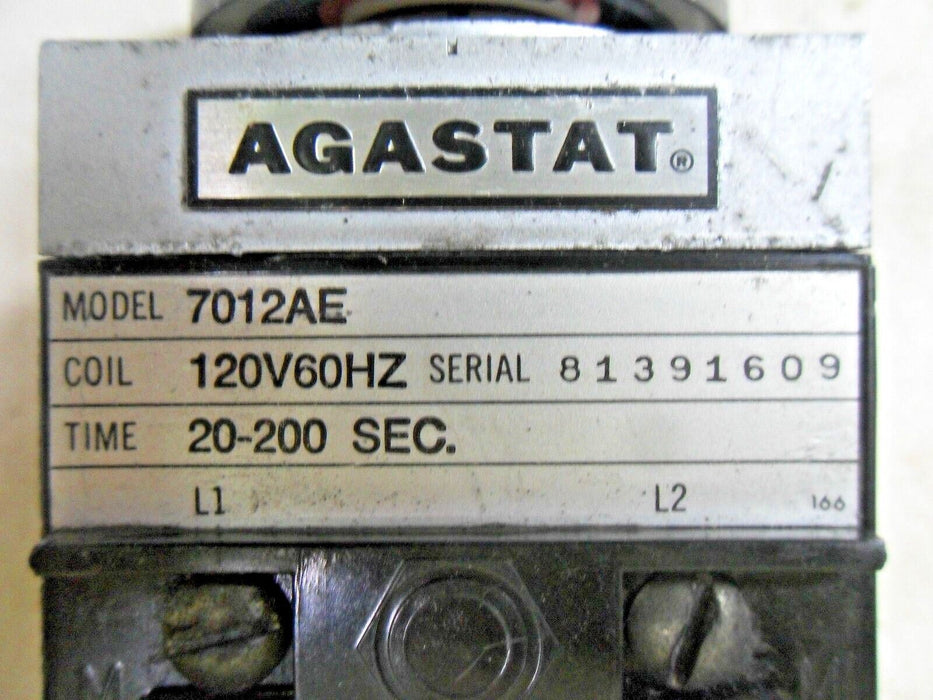 AGASTAT®
MODEL 7012AE
COIL 120V60HZ SERIAL 81391609
TIME 20-200 SEC.
L1 L2 166